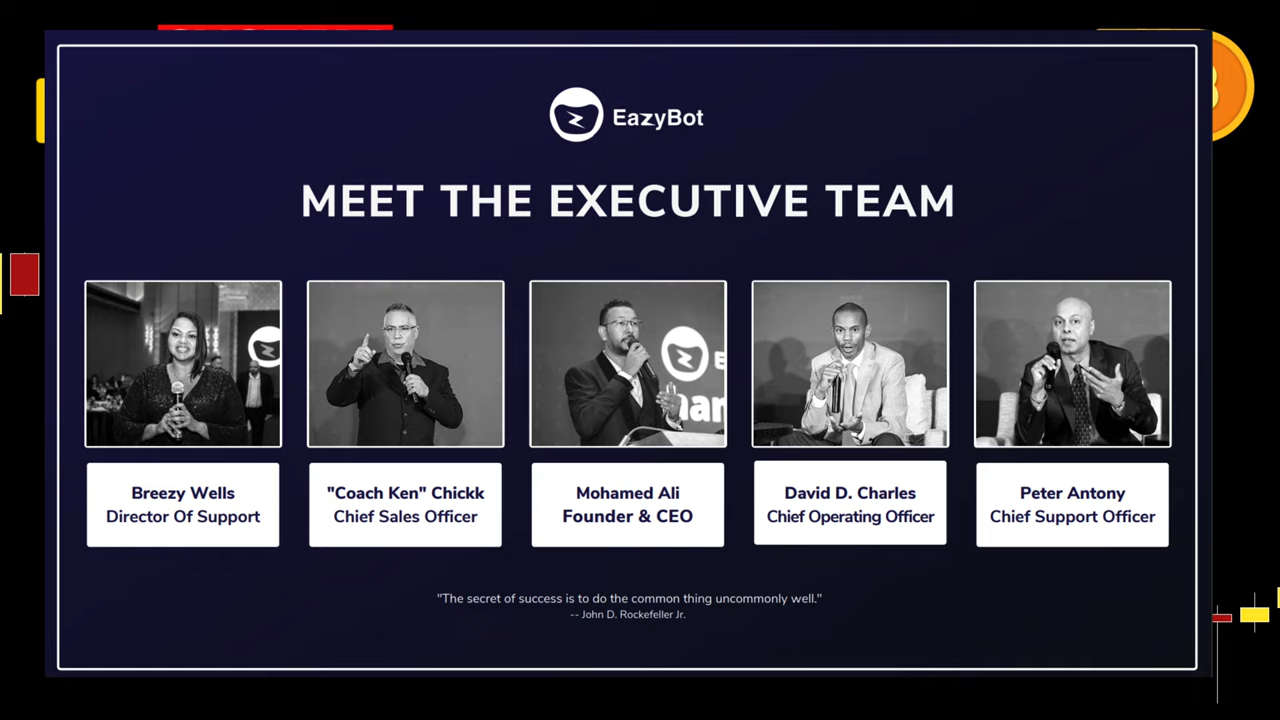 EazyBot
MEET THE EXECUTIVE TEAM
Breezy Wells
Director Of Support
"Coach Ken" Chickk
Chief Sales Officer
Mohamed Ali
Founder & CEO
David D. Charles
Chief Operating Officer
Peter Antony
Chief Support Officer
"The secret of success is to do the common thing uncommonly well."
-- John D. Rockefeller Jr.